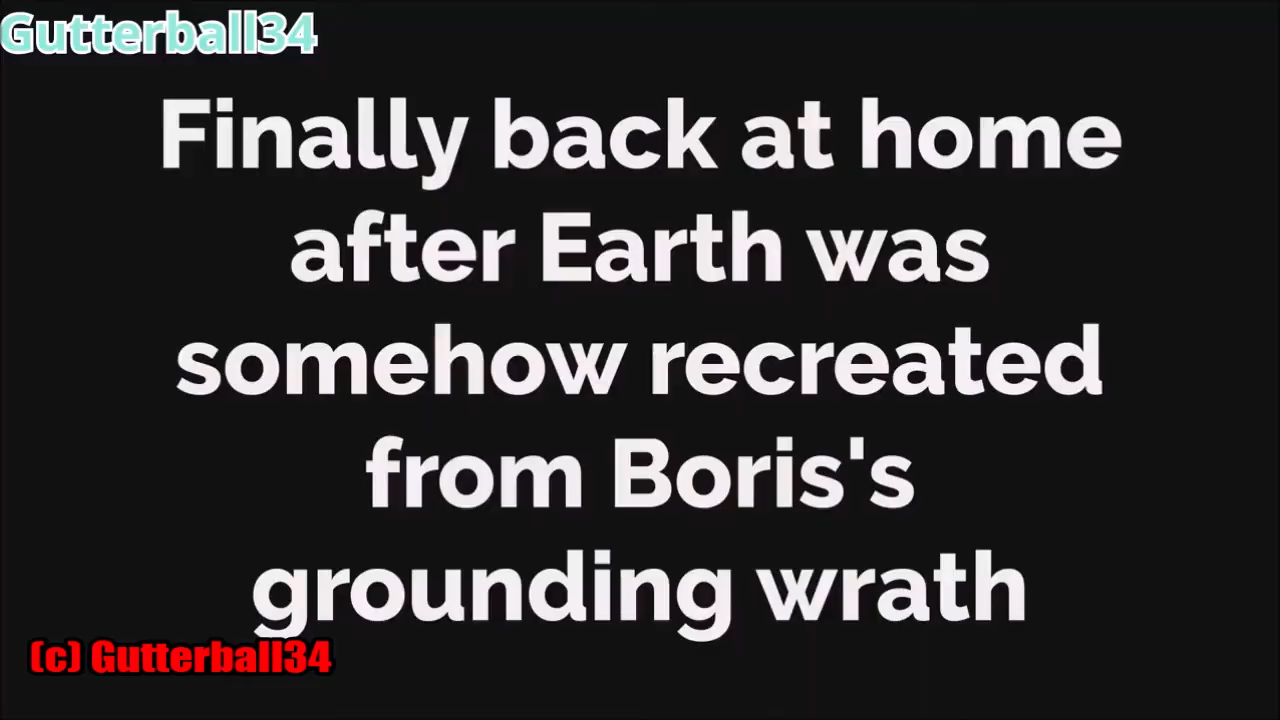 Gutterball34
Finally back at home
after Earth was
somehow recreated
from Boris's
grounding wrath
(c) Gutterball34